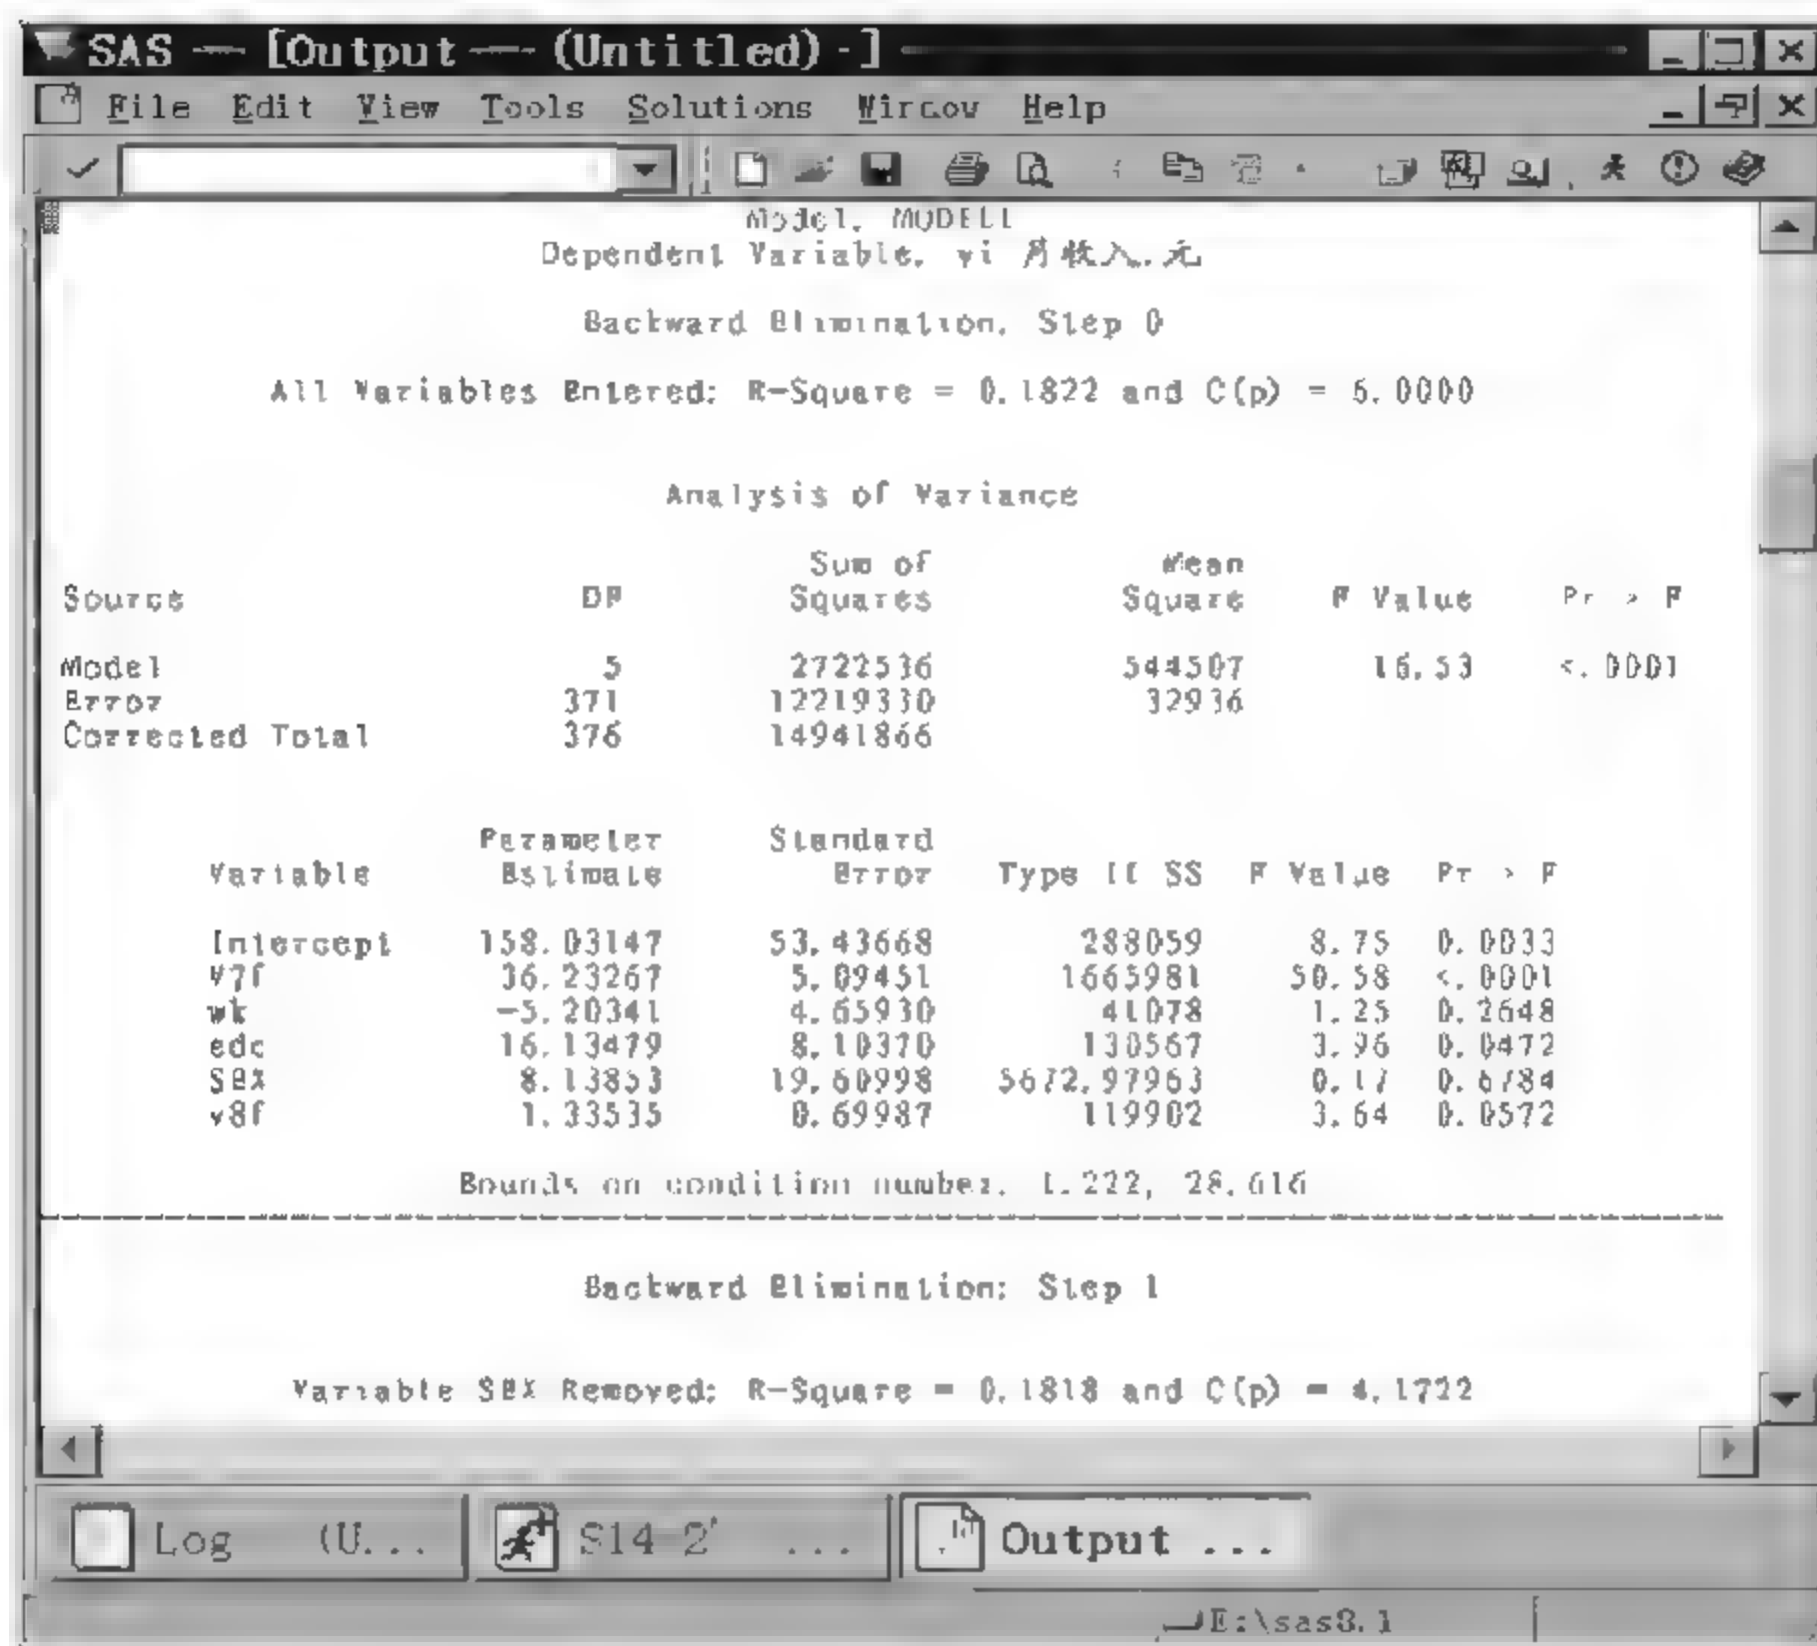 SAS — [Output — (Untitled) -]
File Edit View Tools Solutions Help
Model. MODEL1
Dependent Variable. 月收入.元
Backward Elimination. Step 0
All Variables Entered: R-Square = 0.1822 and C(p) = 6.0000
Analysis of Variance
Sum of Mean
Source DF Squares Square F Value Pr > F
Model 5 2722536 544507 16.53 <.0001
Error 371 12219330 32936
Corrected Total 376 14941866
Parameter Standard
Variable Estimate Error Type II SS F Value Pr > F
Intercept 158.03147 53.43668 288059 8.75 0.0033
v7f 36.23267 5.09451 1665981 50.58 <.0001
wk -5.20341 4.65930 41078 1.25 0.2648
edc 16.13479 8.10370 130567 3.96 0.0472
SEX 8.13853 19.60998 5672.97963 0.17 0.6784
v8f 1.33535 0.69987 119902 3.64 0.0572
Bounds on condition number. 1.222, 28.616
Backward Elimination: Step 1
Variable SEX Removed: R-Square = 0.1818 and C(p) = 4.1722
Log (U... S14-2' ... Output ...
E:\sas8.1